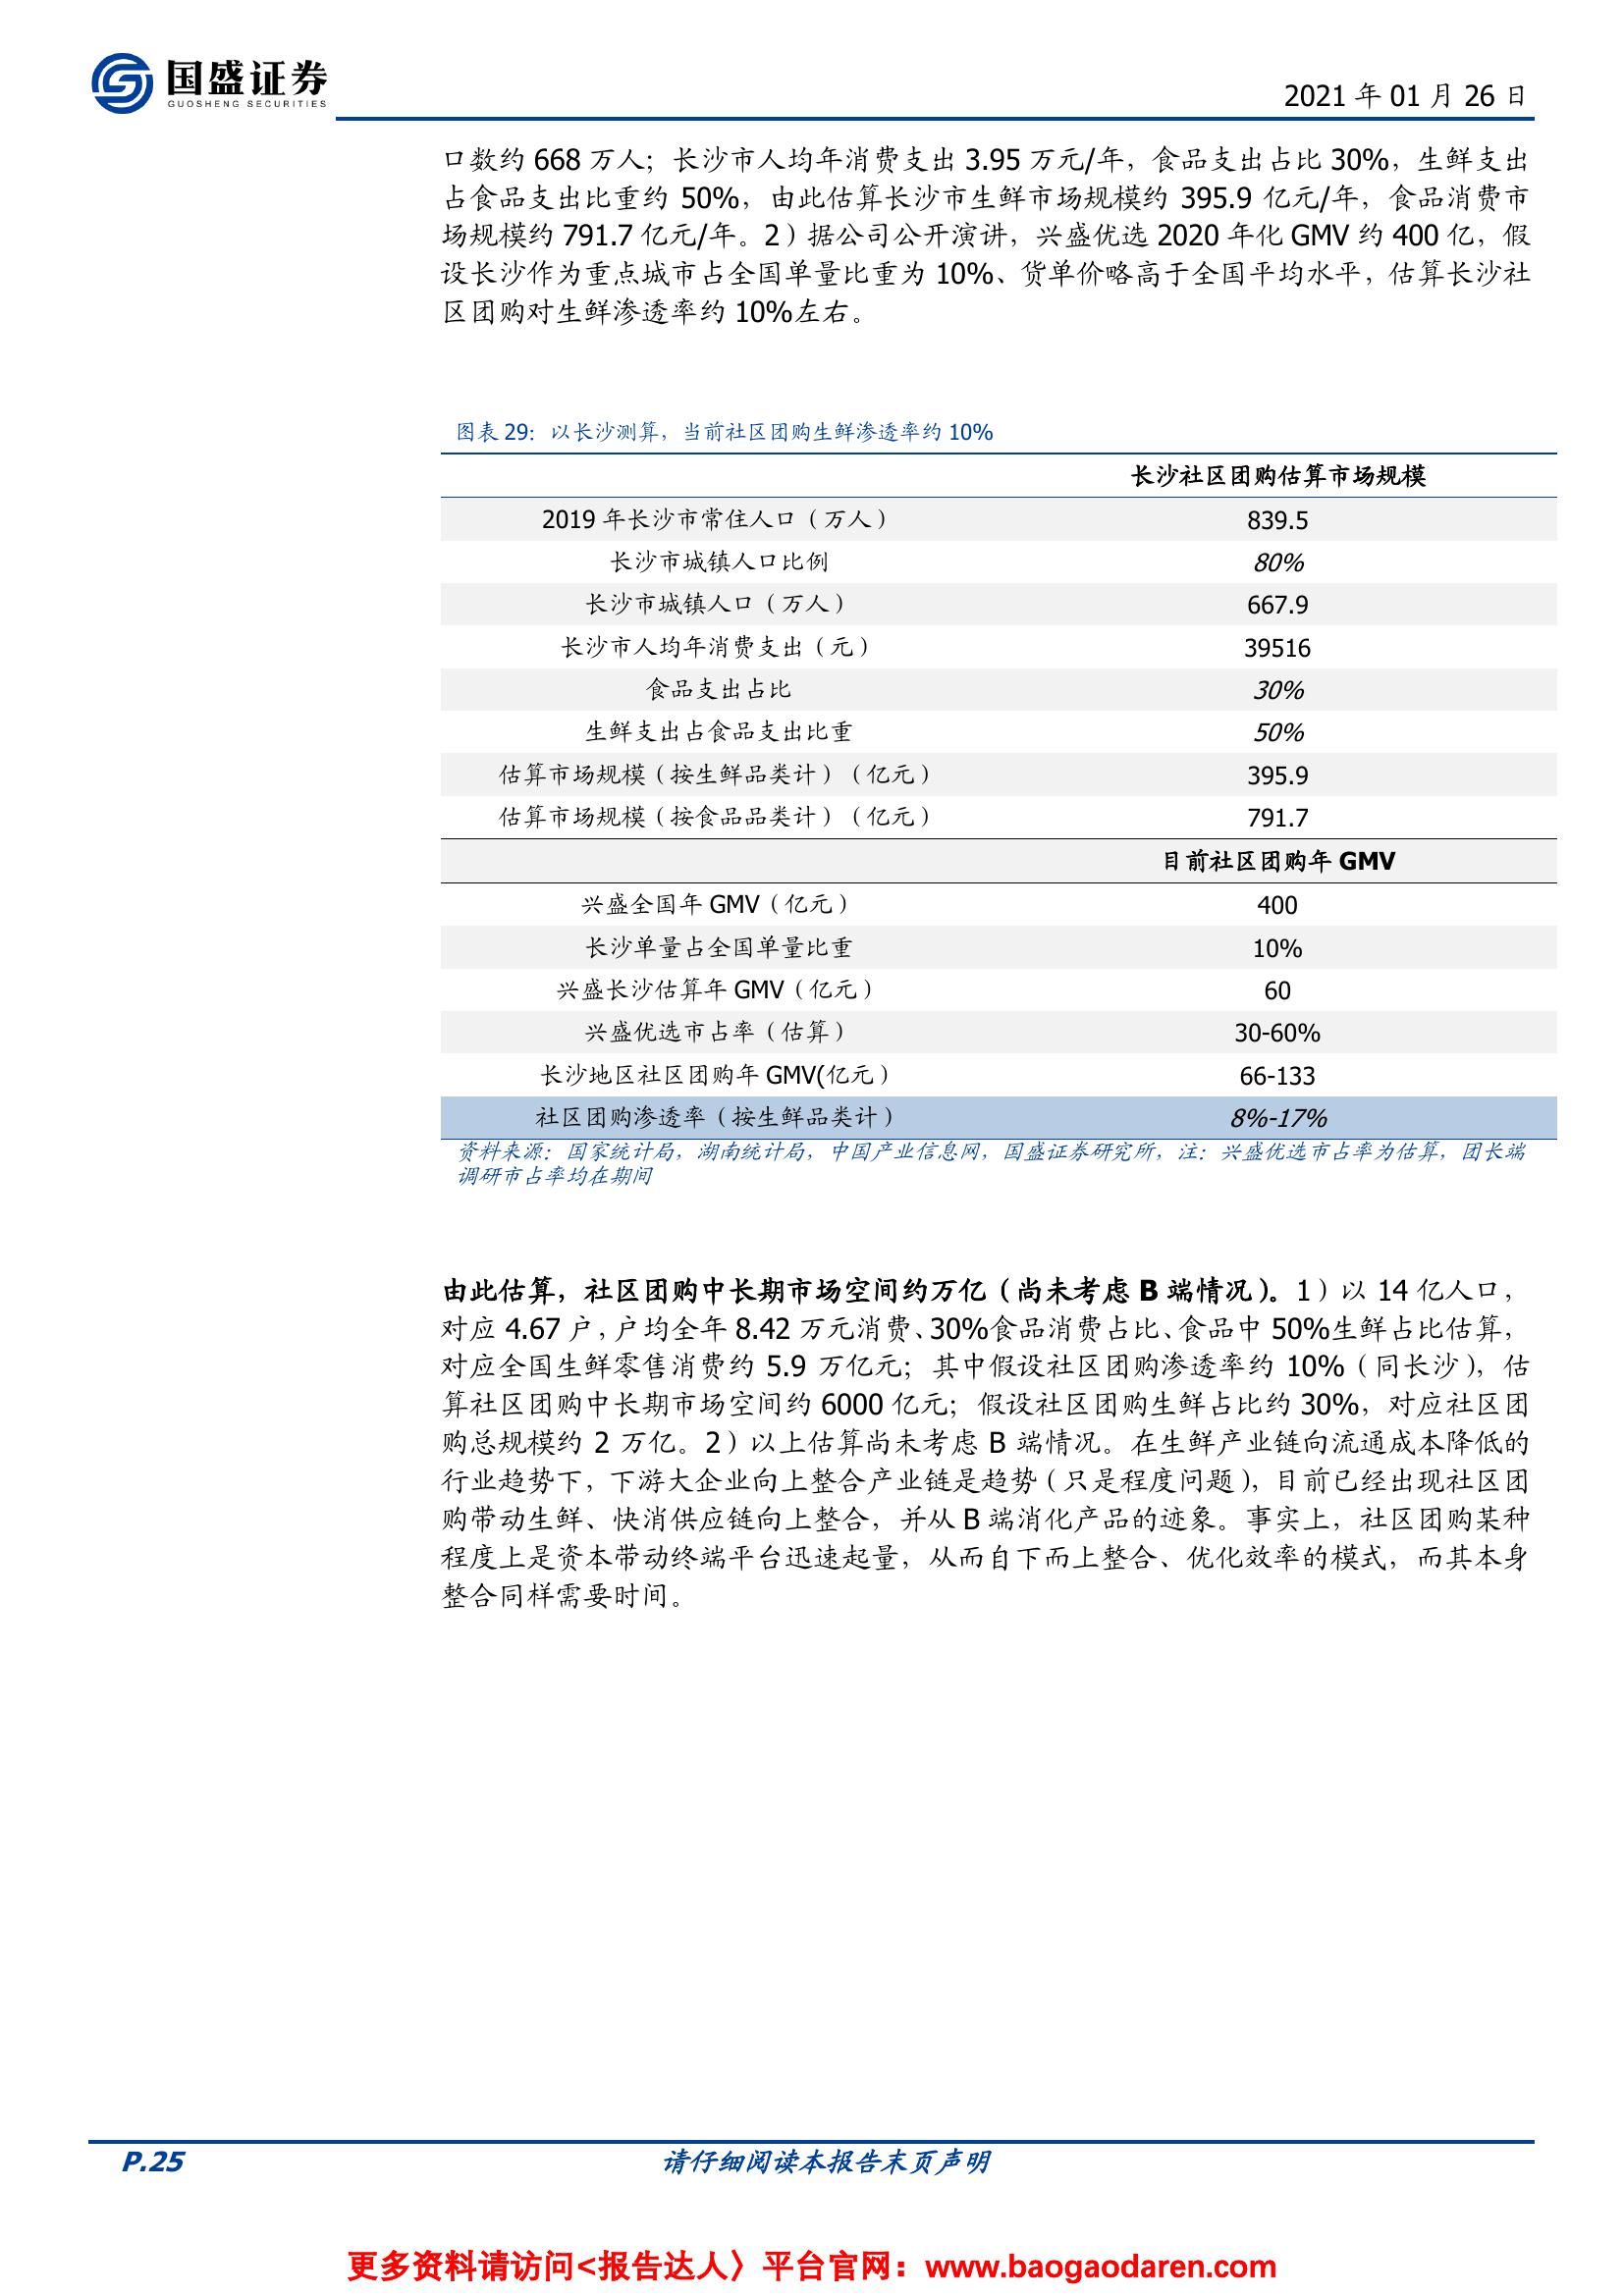 国盛证券
GUOSHENG SECURITIES
2021 年 01 月 26 日
口数约 668 万人；长沙市人均年消费支出 3.95 万元/年，食品支出占比 30%，生鲜支出
占食品支出比重约 50%，由此估算长沙市生鲜市场规模约 395.9 亿元/年，食品消费市
场规模约 791.7 亿元/年。2）据公司公开演讲，兴盛优选 2020 年化 GMV 约 400 亿，假
设长沙作为重点城市占全国单量比重为 10%、货单价略高于全国平均水平，估算长沙社
区团购对生鲜渗透率约 10%左右。
图表 29：以长沙测算，当前社区团购生鲜渗透率约 10%
长沙社区团购估算市场规模
2019 年长沙市常住人口（万人） 839.5
长沙市城镇人口比例 80%
长沙市城镇人口（万人） 667.9
长沙市人均年消费支出（元） 39516
食品支出占比 30%
生鲜支出占食品支出比重 50%
估算市场规模（按生鲜品类计）（亿元） 395.9
估算市场规模（按食品品类计）（亿元） 791.7
目前社区团购年 GMV
兴盛全国年 GMV（亿元） 400
长沙单量占全国单量比重 10%
兴盛长沙估算年 GMV（亿元） 60
兴盛优选市占率（估算） 30-60%
长沙地区社区团购年 GMV(亿元） 66-133
社区团购渗透率（按生鲜品类计） 8%-17%
资料来源：国家统计局，湖南统计局，中国产业信息网，国盛证券研究所，注：兴盛优选市占率为估算，团长端
调研市占率均在期间
由此估算，社区团购中长期市场空间约万亿（尚未考虑 B 端情况）。1）以 14 亿人口，
对应 4.67 户，户均全年 8.42 万元消费、30%食品消费占比、食品中 50%生鲜占比估算，
对应全国生鲜零售消费约 5.9 万亿元；其中假设社区团购渗透率约 10%（同长沙），估
算社区团购中长期市场空间约 6000 亿元；假设社区团购生鲜占比约 30%，对应社区团
购总规模约 2 万亿。2）以上估算尚未考虑 B 端情况。在生鲜产业链向流通成本降低的
行业趋势下，下游大企业向上整合产业链是趋势（只是程度问题），目前已经出现社区团
购带动生鲜、快消供应链向上整合，并从 B 端消化产品的迹象。事实上，社区团购某种
程度上是资本带动终端平台迅速起量，从而自下而上整合、优化效率的模式，而其本身
整合同样需要时间。
P.25 请仔细阅读本报告末页声明
更多资料请访问<报告达人〉平台官网：www.baogaodaren.com